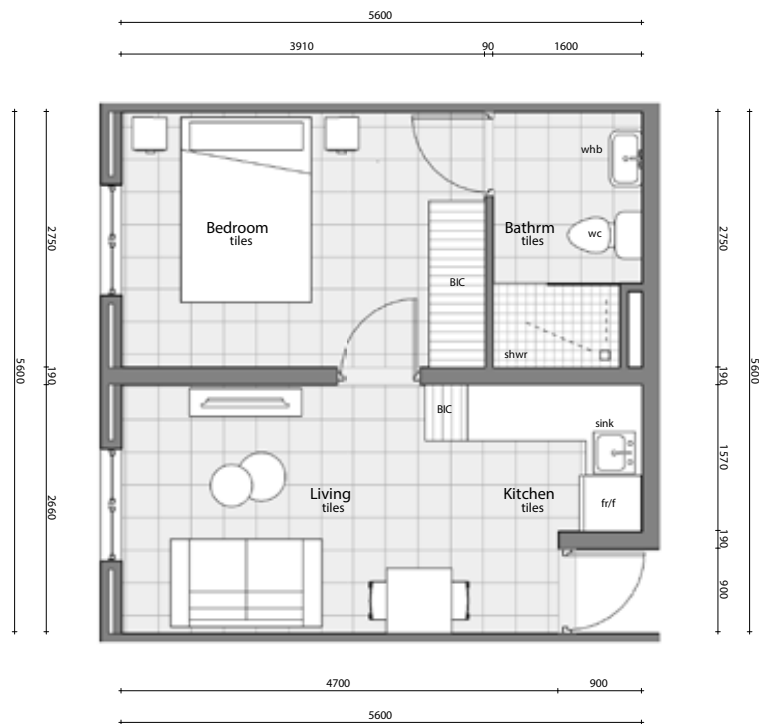 5600
3910
90
1600
whb
Bedroom
tiles
Bathrm
tiles
wc
2750
2750
BIC
shwr
5600
190
190
5600
BIC
sink
1570
Living
tiles
Kitchen
tiles
fr/f
2660
190
900
4700
900
5600